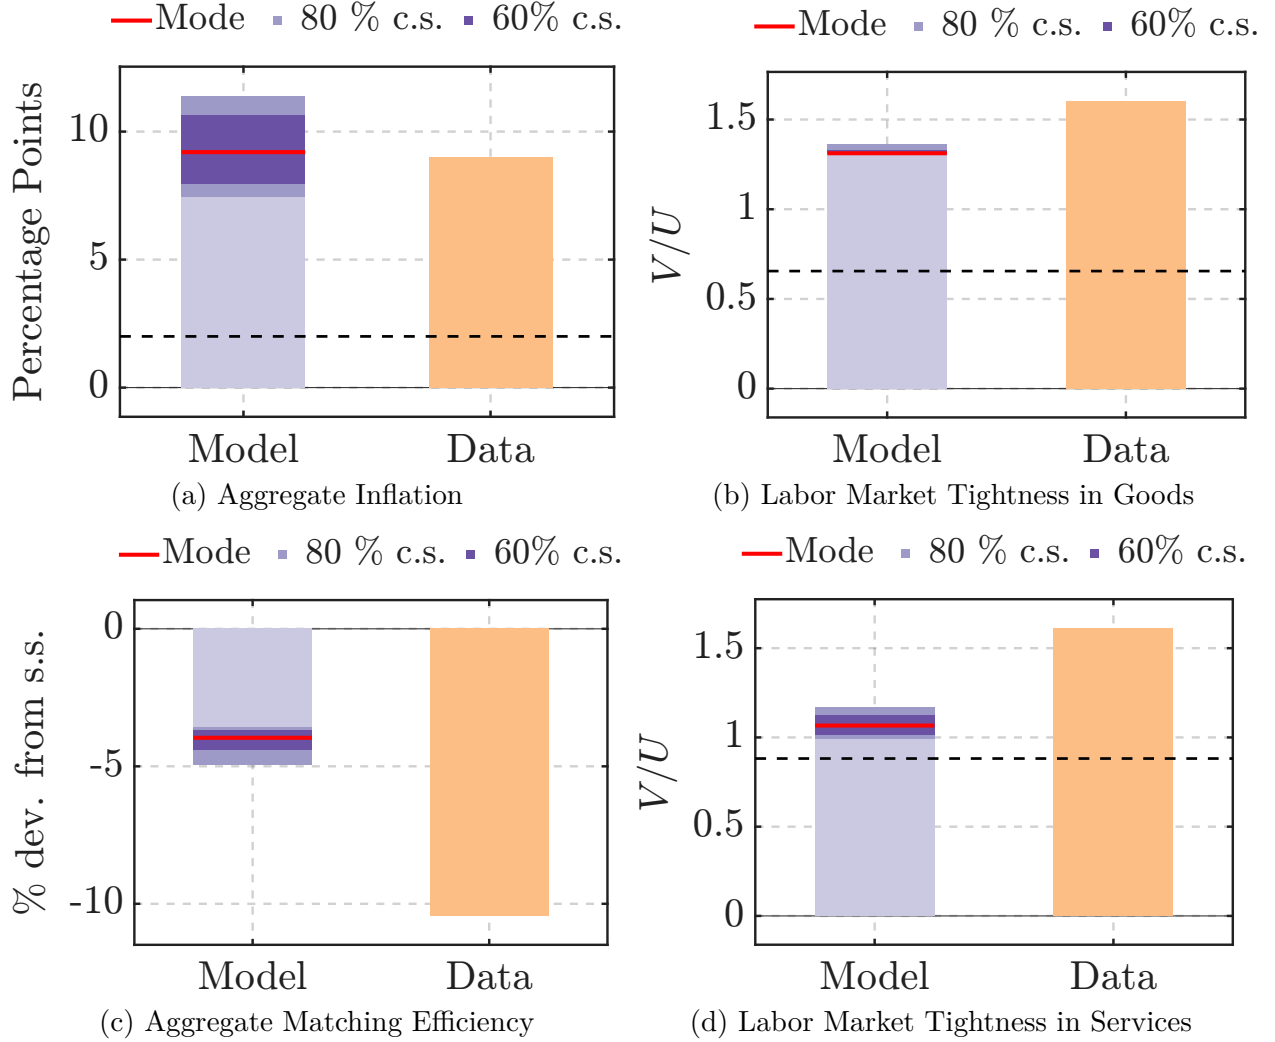 Mode 80 % c.s. 60% c.s.
Percentage Points
10
5
0
Model Data
(a) Aggregate Inflation
Mode 80 % c.s. 60% c.s.
V/U
1.5
1
0.5
0
Model Data
(b) Labor Market Tightness in Goods
Mode 80 % c.s. 60% c.s.
% dev. from s.s.
0
-5
-10
Model Data
(c) Aggregate Matching Efficiency
Mode 80 % c.s. 60% c.s.
V/U
1.5
1
0.5
0
Model Data
(d) Labor Market Tightness in Services